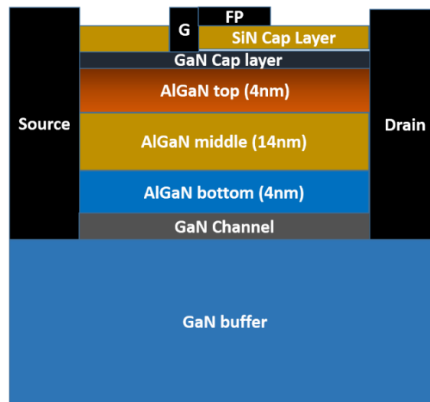 FP
G
SiN Cap Layer
GaN Cap layer
AlGaN top (4nm)
Source
AlGaN middle (14nm)
Drain
AlGaN bottom (4nm)
GaN Channel
GaN buffer